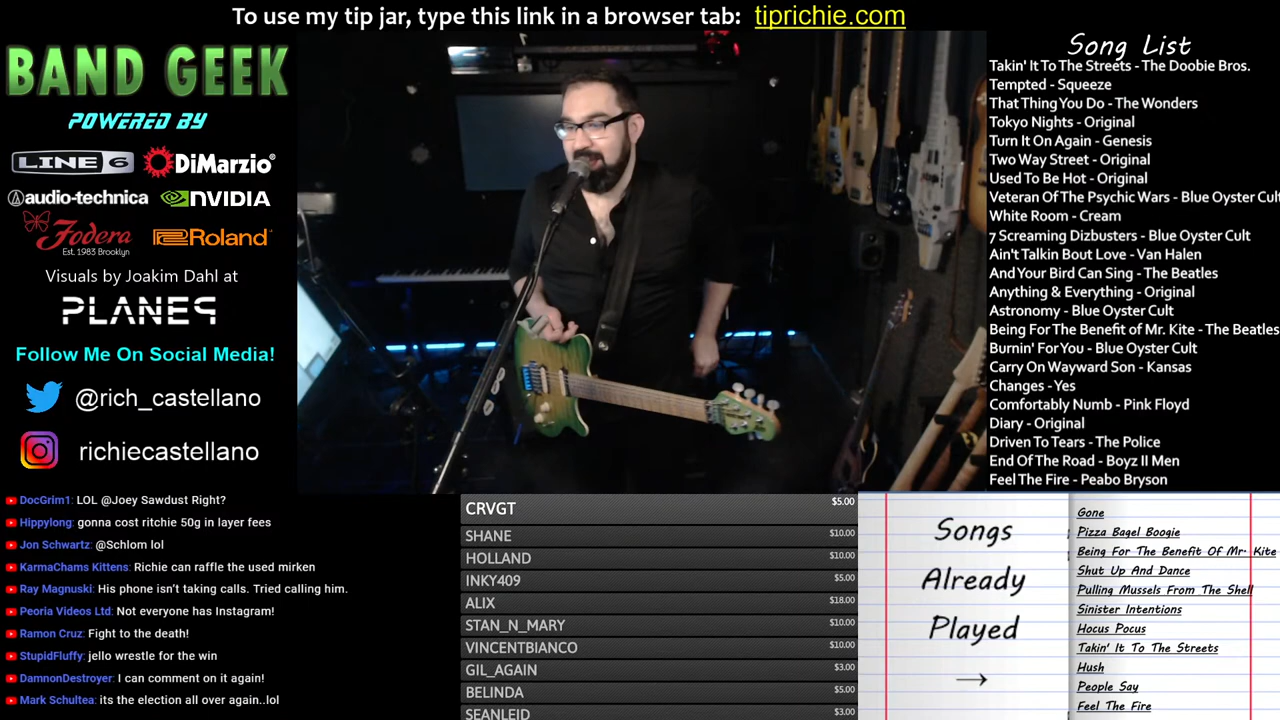 To use my tip jar, type this link in a browser tab: tiprichie.com
BAND GEEK
POWERED BY
LINE 6
DiMarzio
audio-technica
NVIDIA
Fodera
Est. 1983 Brooklyn
Roland
Visuals by Joakim Dahl at
PLANE9
Follow Me On Social Media!
@rich_castellano
richiecastellano
Song List
Takin' It To The Streets - The Doobie Bros.
Tempted - Squeeze
That Thing You Do - The Wonders
Tokyo Nights - Original
Turn It On Again - Genesis
Two Way Street - Original
Used To Be Hot - Original
Veteran Of The Psychic Wars - Blue Oyster Cult
White Room - Cream
7 Screaming Dizbusters - Blue Oyster Cult
Ain't Talkin Bout Love - Van Halen
And Your Bird Can Sing - The Beatles
Anything & Everything - Original
Astronomy - Blue Oyster Cult
Being For The Benefit of Mr. Kite - The Beatles
Burnin' For You - Blue Oyster Cult
Carry On Wayward Son - Kansas
Changes - Yes
Comfortably Numb - Pink Floyd
Diary - Original
Driven To Tears - The Police
End Of The Road - Boyz II Men
Feel The Fire - Peabo Bryson
DocGrim1: LOL @Joey Sawdust Right?
Hippylong: gonna cost ritchie 50g in layer fees
Jon Schwartz: @Schlom lol
KarmaChams Kittens: Richie can raffle the used mirken
Ray Magnuski: His phone isn't taking calls. Tried calling him.
Peoria Videos Ltd: Not everyone has Instagram!
Ramon Cruz: Fight to the death!
StupidFluffy: jello wrestle for the win
DamnonDestroyer: I can comment on it again!
Mark Schultea: its the election all over again..lol
CRVGT $5.00
SHANE $10.00
HOLLAND $10.00
INKY409 $5.00
ALIX $18.00
STAN_N_MARY $10.00
VINCENTBIANCO $10.00
GIL_AGAIN $3.00
BELINDA $5.00
SEANLEID $3.00
Songs
Already
Played
→
Gone
Pizza Bagel Boogie
Being For The Benefit Of Mr. Kite
Shut Up And Dance
Pulling Mussels From The Shell
Sinister Intentions
Hocus Pocus
Takin' It To The Streets
Hush
People Say
Feel The Fire